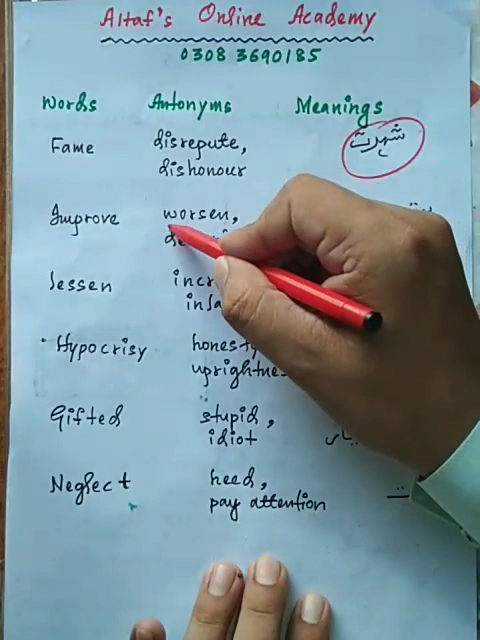 Altaf's Online Academy
0308 3690185
Words Antonyms Meanings
Fame disrepute, شہرت
dishonour
Improve worsen,
lessen
Hypocrisy
uprightnes
Gifted stupid,
idiot
Neglect heed,
pay attention